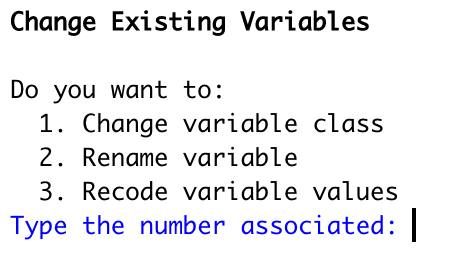 Change Existing Variables
Do you want to:
1. Change variable class
2. Rename variable
3. Recode variable values
Type the number associated: